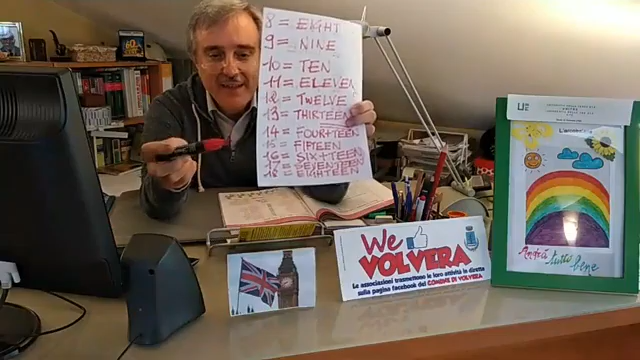 8 = EIGHT
9 = NINE
10 = TEN
11 = ELEVEN
12 = TWELVE
13 = THIRTEEN
14 = FOURTEEN
15 = FIFTEEN
16 = SIXTEEN
17 = SEVENTEEN
18 = EIGHTEEN
We
VOLVERA
Le associazioni trasmettono le loro attività in diretta
sulla pagina facebook del COMUNE DI VOLVERA
L'arcobaleno
Andrà tutto bene